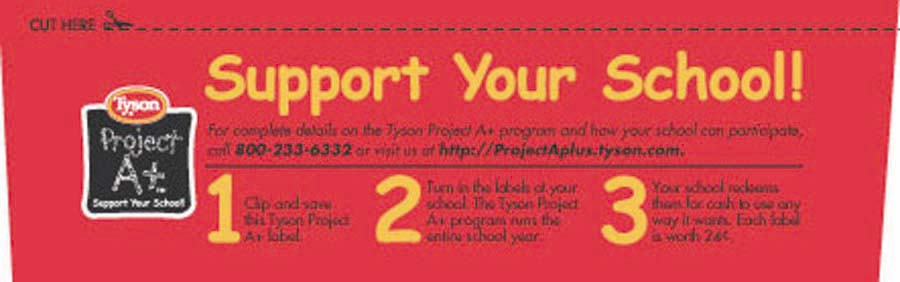 CUT HERE
Support Your School!
Tyson
Project
A+™
Support Your School!
For complete details on the Tyson Project A+ program and how your school can participate,
call 800-233-6332 or visit us at http://ProjectAplus.tyson.com.
1
Clip and save
this Tyson Project
A+ label.
2
Turn in the labels at your
school. The Tyson Project
A+ program runs the
entire school year.
3
Your school redeems
them for cash to use any
way it wants. Each label
is worth 24¢.